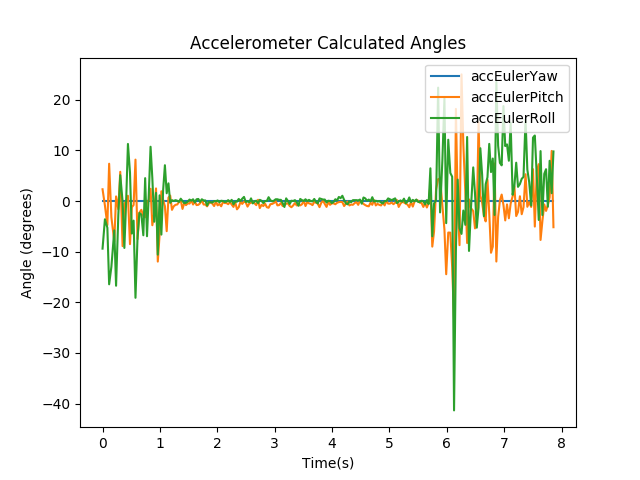 Accelerometer Calculated Angles
accEulerYaw
accEulerPitch
accEulerRoll
20
10
0
−10
−20
−30
−40
Angle (degrees)
0 1 2 3 4 5 6 7 8
Time(s)